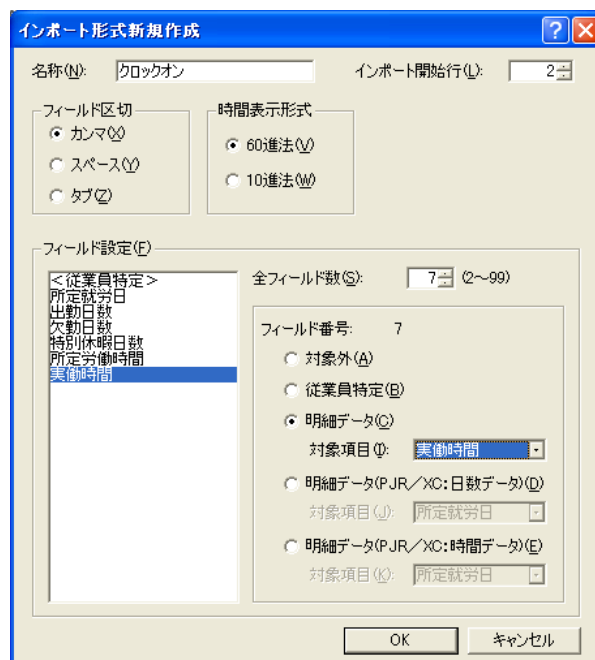 インポート形式新規作成
名称(N): クロックオン インポート開始行(L): 2
フィールド区切 時間表示形式
カンマ(X) 60進法(V)
スペース(Y) 10進法(W)
タブ(Z)
フィールド設定(F)
<従業員特定> 全フィールド数(S): 7 (2～99)
所定就労日
出勤日数
欠勤日数 フィールド番号: 7
特別休暇日数
所定労働時間 対象外(A)
実働時間
従業員特定(B)
明細データ(C)
対象項目(I): 実働時間
明細データ(PJR／XC:日数データ)(D)
対象項目(J): 所定就労日
明細データ(PJR／XC:時間データ)(E)
対象項目(K): 所定就労日
OK キャンセル